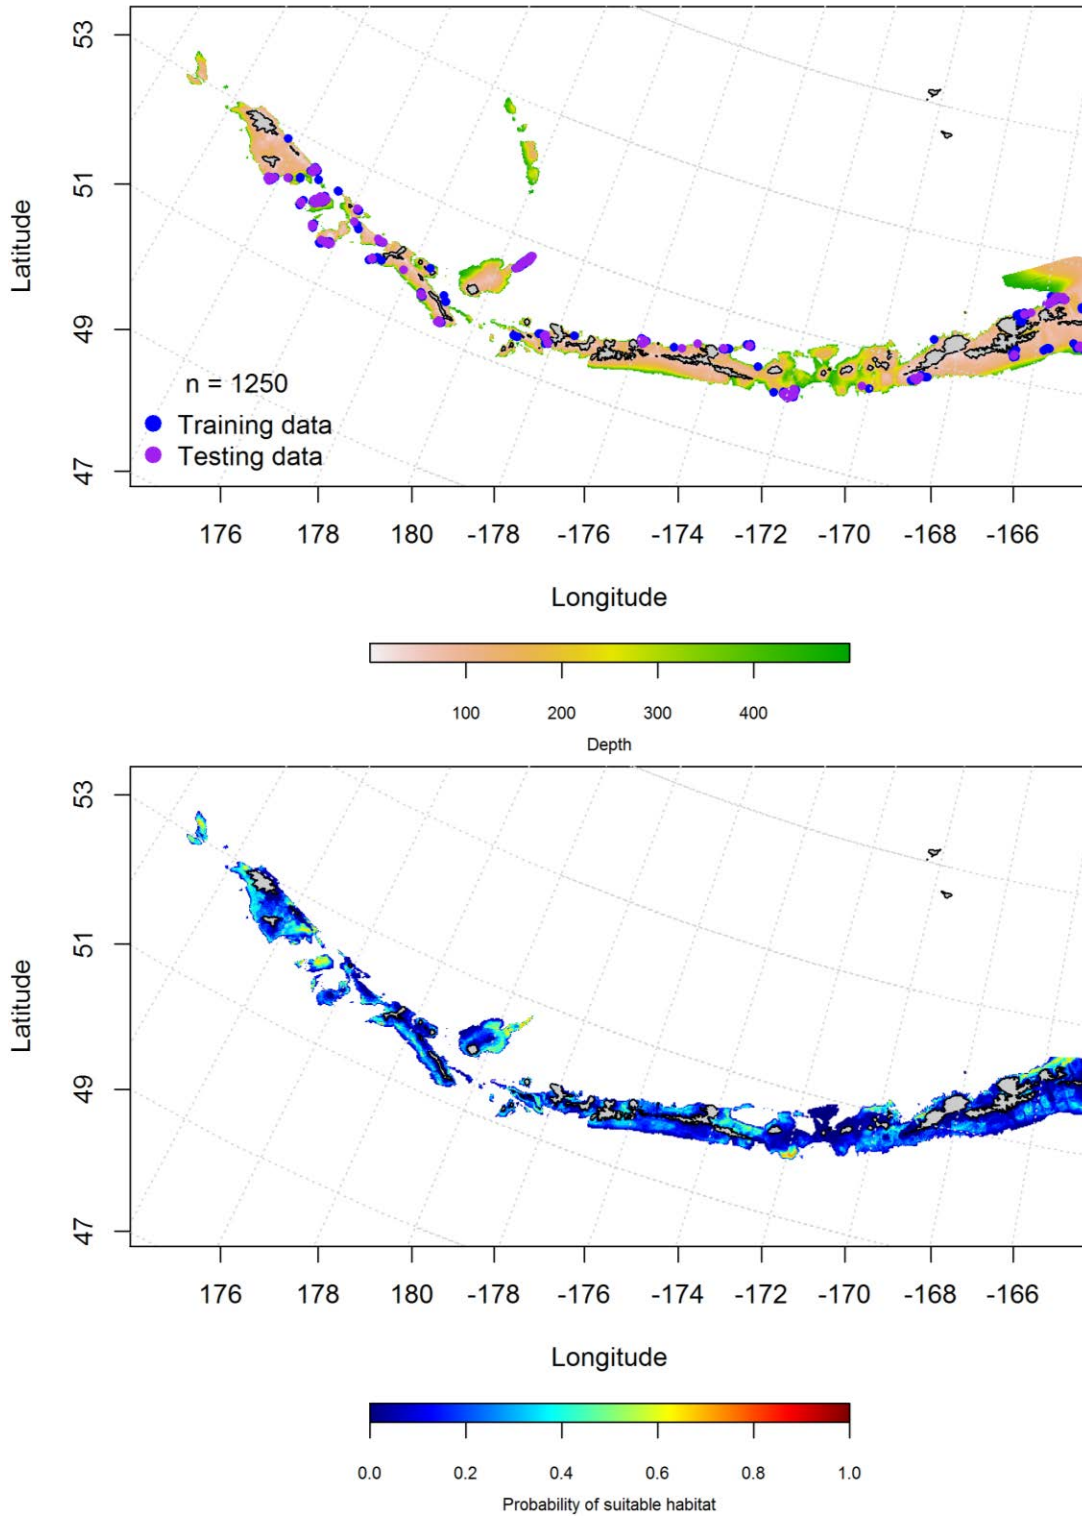 53
51
49
47
Latitude
n = 1250
Training data
Testing data
176 178 180 -178 -176 -174 -172 -170 -168 -166
Longitude
100 200 300 400
Depth
53
51
49
47
Latitude
176 178 180 -178 -176 -174 -172 -170 -168 -166
Longitude
0.0 0.2 0.4 0.6 0.8 1.0
Probability of suitable habitat